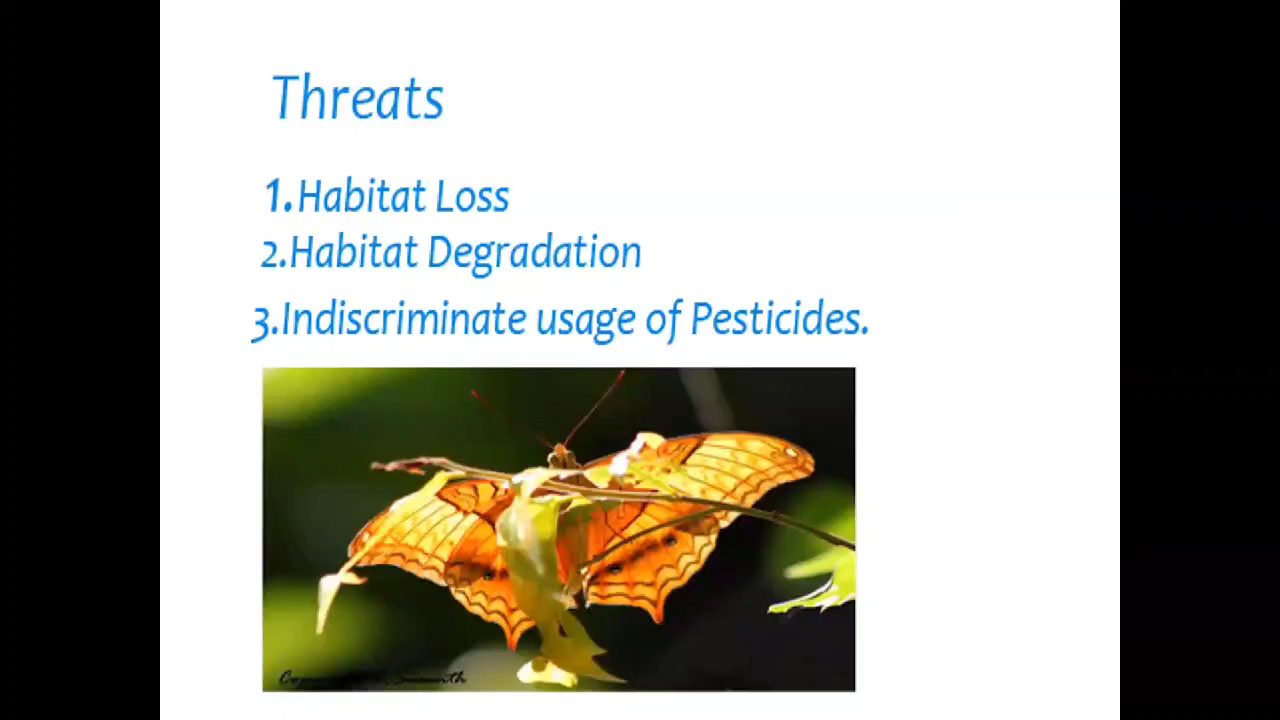 Threats
1.Habitat Loss
2.Habitat Degradation
3.Indiscriminate usage of Pesticides.